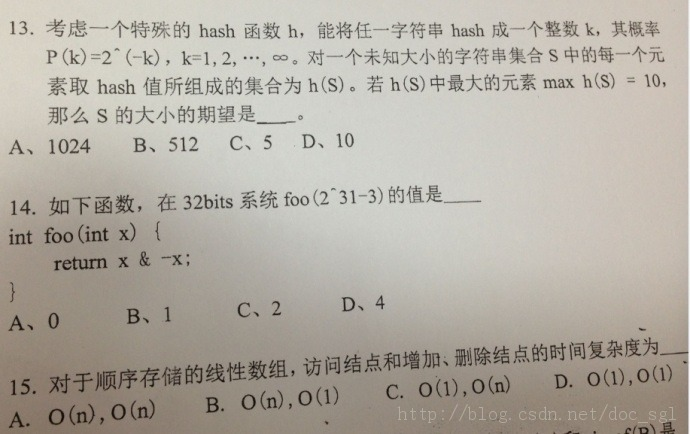 13. 考虑一个特殊的 hash 函数 h，能将任一字符串 hash 成一个整数 k，其概率
P(k)=2^(-k)，k=1,2,…,∞。对一个未知大小的字符串集合 S 中的每一个元
素取 hash 值所组成的集合为 h(S)。若 h(S)中最大的元素 max h(S) = 10，
那么 S 的大小的期望是____。
A、1024 B、512 C、5 D、10
14. 如下函数，在 32bits 系统 foo(2^31-3)的值是____
int foo(int x) {
return x & -x;
}
A、0 B、1 C、2 D、4
15. 对于顺序存储的线性数组，访问结点和增加、删除结点的时间复杂度为____
A. O(n),O(n) B. O(n),O(1) C. O(1),O(n) D. O(1),O(1)
http://blog.csdn.net/doc_sgl